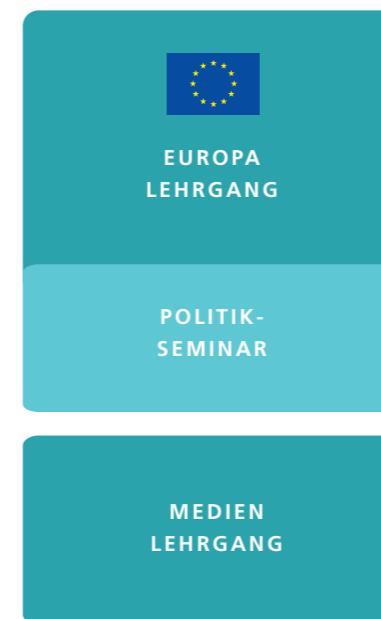 EUROPA
LEHRGANG
POLITIK-
SEMINAR
MEDIEN
LEHRGANG